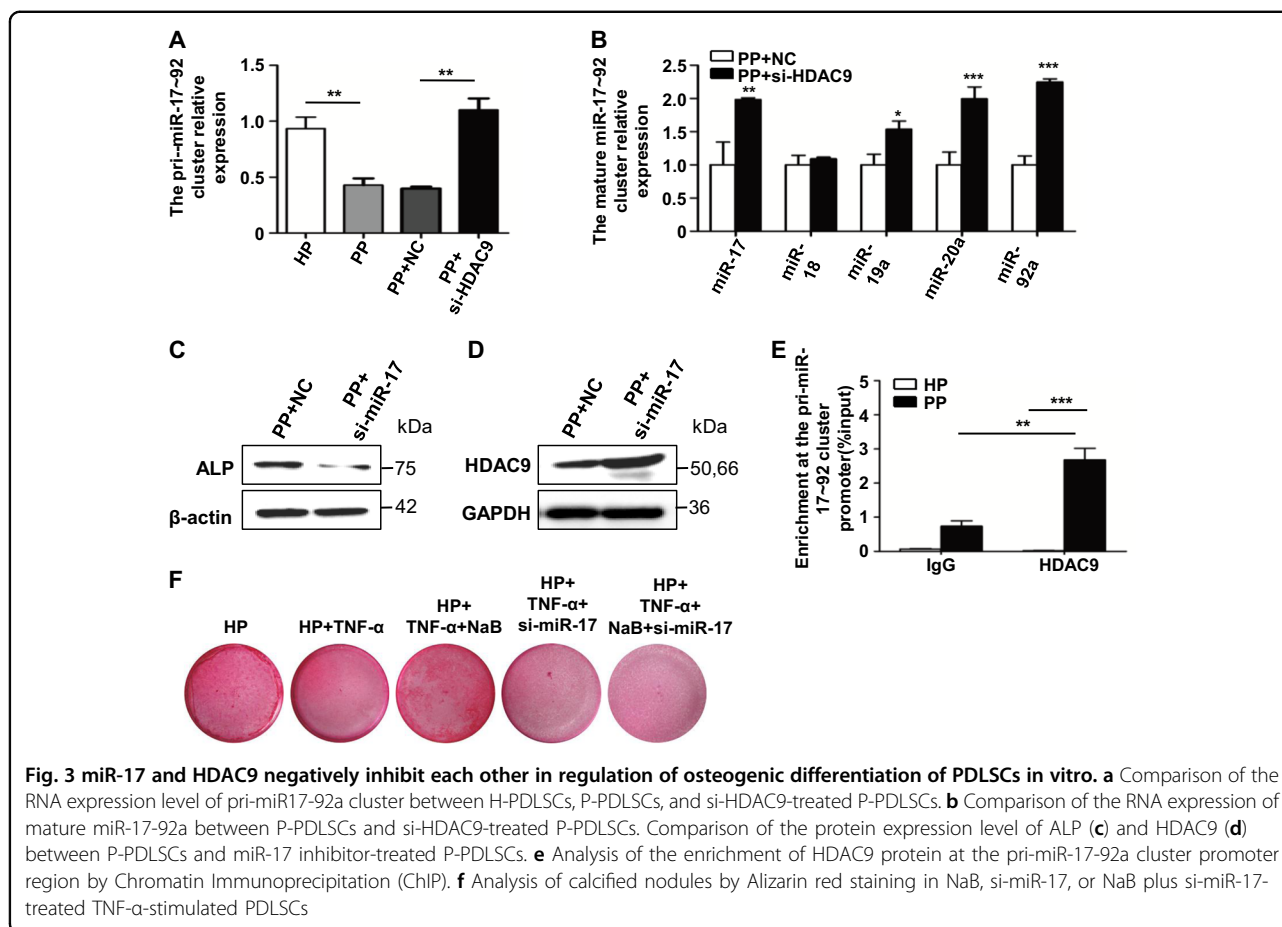 A
The pri--miR-17~92
cluster relative
expression
1.5
1.0
0.5
0
**
**
HP
PP
PP+NC
PP+
si-HDAC9
B
The mature miR-17~92
cluster relative
expression
2.5
2.0
1.5
1.0
0.5
0
PP+NC
PP+si-HDAC9
**
*
***
***
miR-17
miR-
18
miR-
19a
miR-20a
miR-
92a
C
PP+NC
PP+
si-miR-17
kDa
ALP
75
β-actin
42
D
PP+NC
PP+
si-miR-17
kDa
HDAC9
50,66
GAPDH
36
E
Enrichment at the pri-miR-
17~92 cluster
promoter(%input)
5
4
3
2
1
0
HP
PP
***
**
IgG
HDAC9
F
HP
HP+TNF-α
HP+
TNF-α+NaB
HP+
TNF-α+
si-miR-17
HP+
TNF-α+
NaB+si-miR-17
Fig. 3 miR-17 and HDAC9 negatively inhibit each other in regulation of osteogenic differentiation of PDLSCs in vitro. a Comparison of the
RNA expression level of pri-miR17-92a cluster between H-PDLSCs, P-PDLSCs, and si-HDAC9-treated P-PDLSCs. b Comparison of the RNA expression of
mature miR-17-92a between P-PDLSCs and si-HDAC9-treated P-PDLSCs. Comparison of the protein expression level of ALP (c) and HDAC9 (d)
between P-PDLSCs and miR-17 inhibitor-treated P-PDLSCs. e Analysis of the enrichment of HDAC9 protein at the pri-miR-17-92a cluster promoter
region by Chromatin Immunoprecipitation (ChIP). f Analysis of calcified nodules by Alizarin red staining in NaB, si-miR-17, or NaB plus si-miR-17-
treated TNF-α-stimulated PDLSCs